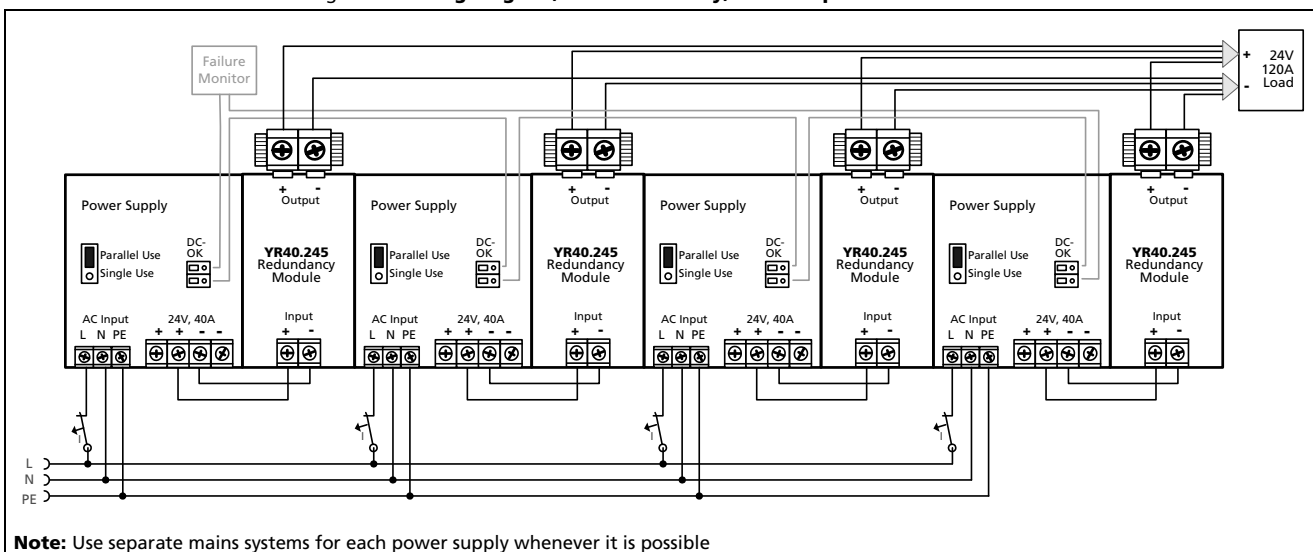 Failure
Monitor
+ 24V
120A
- Load
Power Supply
Parallel Use
Single Use
DC-
OK
AC Input
L N PE
24V, 40A
+ + - -
+ -
Output
YR40.245
Redundancy
Module
Input
+ -
Power Supply
Parallel Use
Single Use
DC-
OK
AC Input
L N PE
24V, 40A
+ + - -
+ -
Output
YR40.245
Redundancy
Module
Input
+ -
Power Supply
Parallel Use
Single Use
DC-
OK
AC Input
L N PE
24V, 40A
+ + - -
+ -
Output
YR40.245
Redundancy
Module
Input
+ -
Power Supply
Parallel Use
Single Use
DC-
OK
AC Input
L N PE
24V, 40A
+ + - -
+ -
Output
YR40.245
Redundancy
Module
Input
+ -
I
I
I
I
L
N
PE
Note: Use separate mains systems for each power supply whenever it is possible